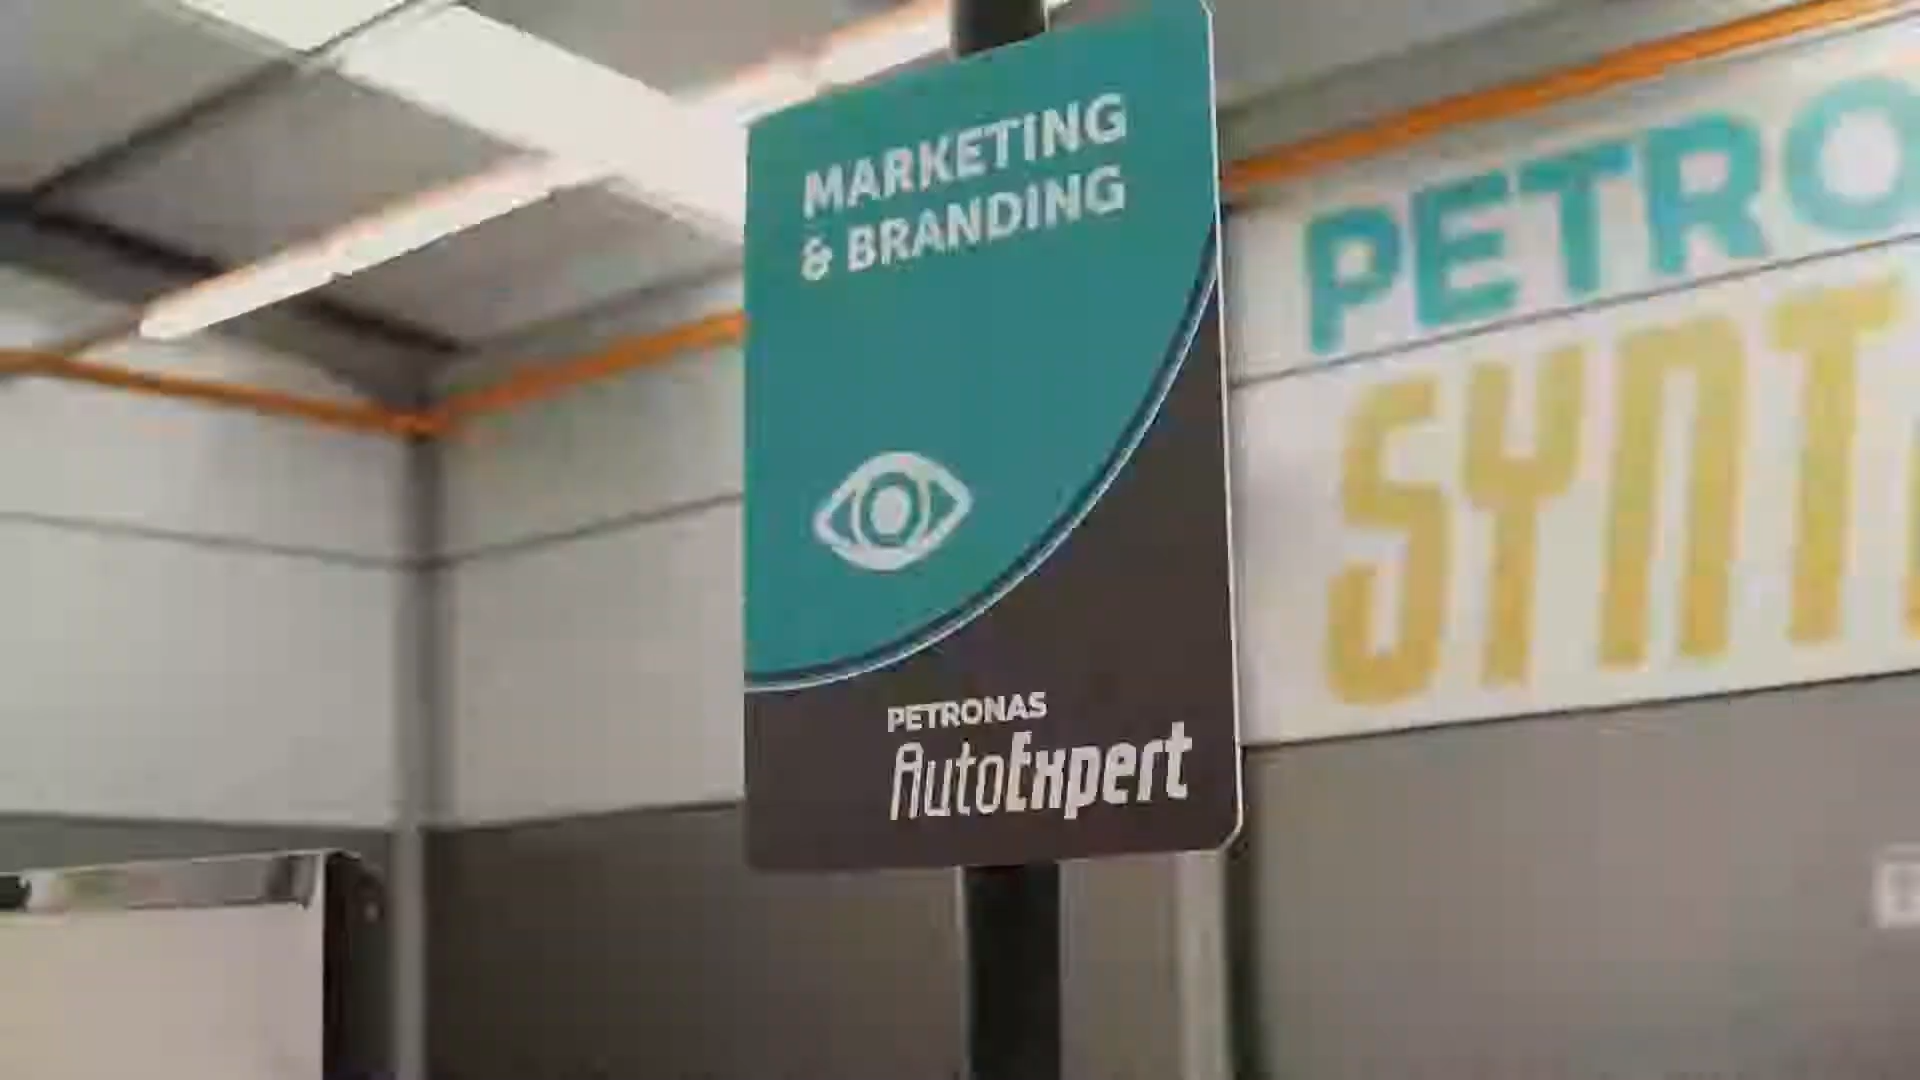 MARKETING
& BRANDING
PETRONAS
AutoExpert
PETRO
SYNT